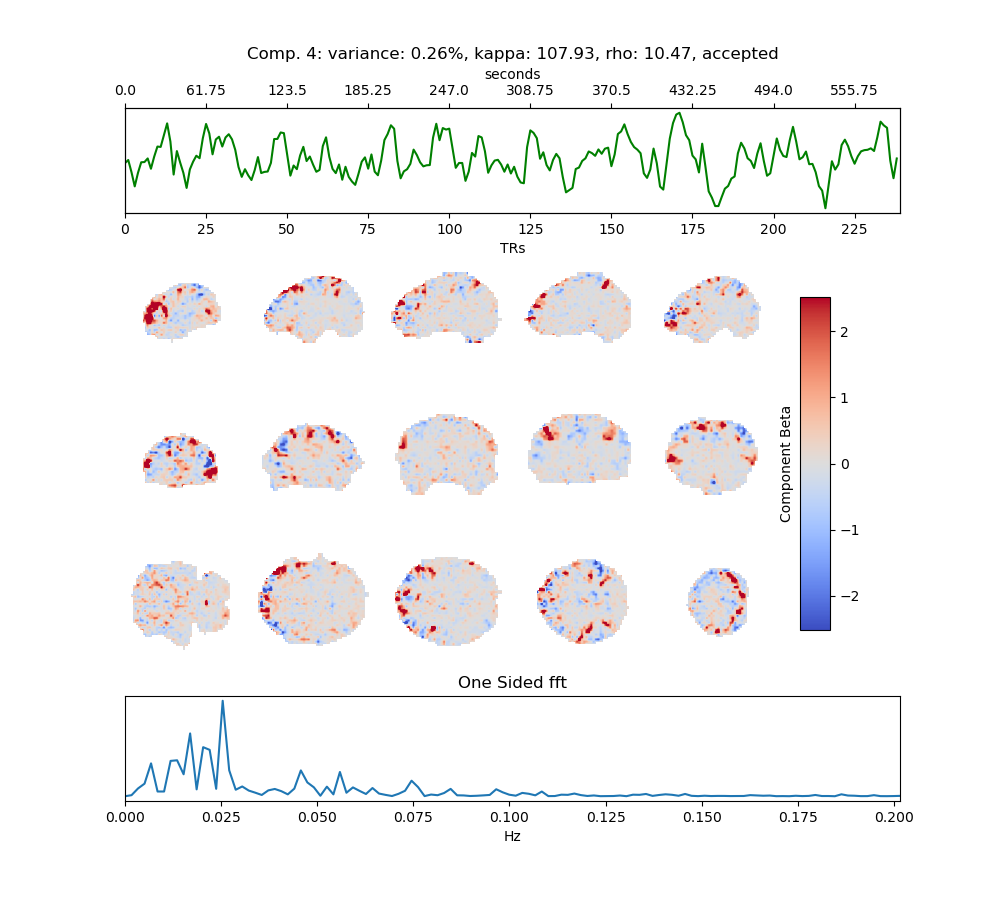 Comp. 4: variance: 0.26%, kappa: 107.93, rho: 10.47, accepted
seconds
0.0 61.75 123.5 185.25 247.0 308.75 370.5 432.25 494.0 555.75
0 25 50 75 100 125 150 175 200 225
TRs
2
1
0
−1
−2
Component Beta
One Sided fft
0.000 0.025 0.050 0.075 0.100 0.125 0.150 0.175 0.200
Hz